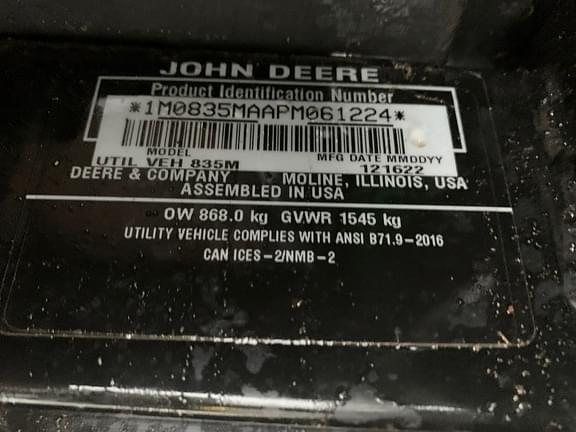 JOHN DEERE
Product Identification Number
*1M0835MAAPM061224*
MODEL MFG DATE MMDDYY
UTIL VEH 835M 121622
DEERE & COMPANY MOLINE, ILLINOIS, USA
ASSEMBLED IN USA
OW 868.0 kg GVWR 1545 kg
UTILITY VEHICLE COMPLIES WITH ANSI B71.9-2016
CAN ICES-2/NMB-2